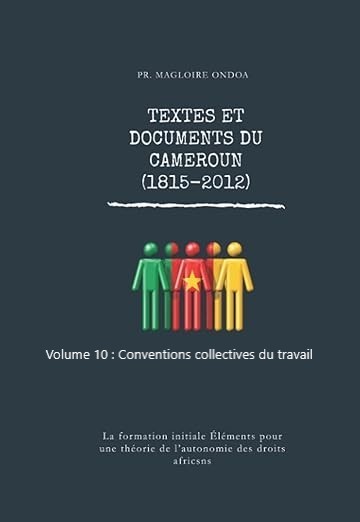 PR. MAGLOIRE ONDOA
TEXTES ET
DOCUMENTS DU
CAMEROUN
(1815-2012)
Volume 10 : Conventions collectives du travail
La formation initiale Éléments pour
une théorie de l'autonomie des droits
africsns